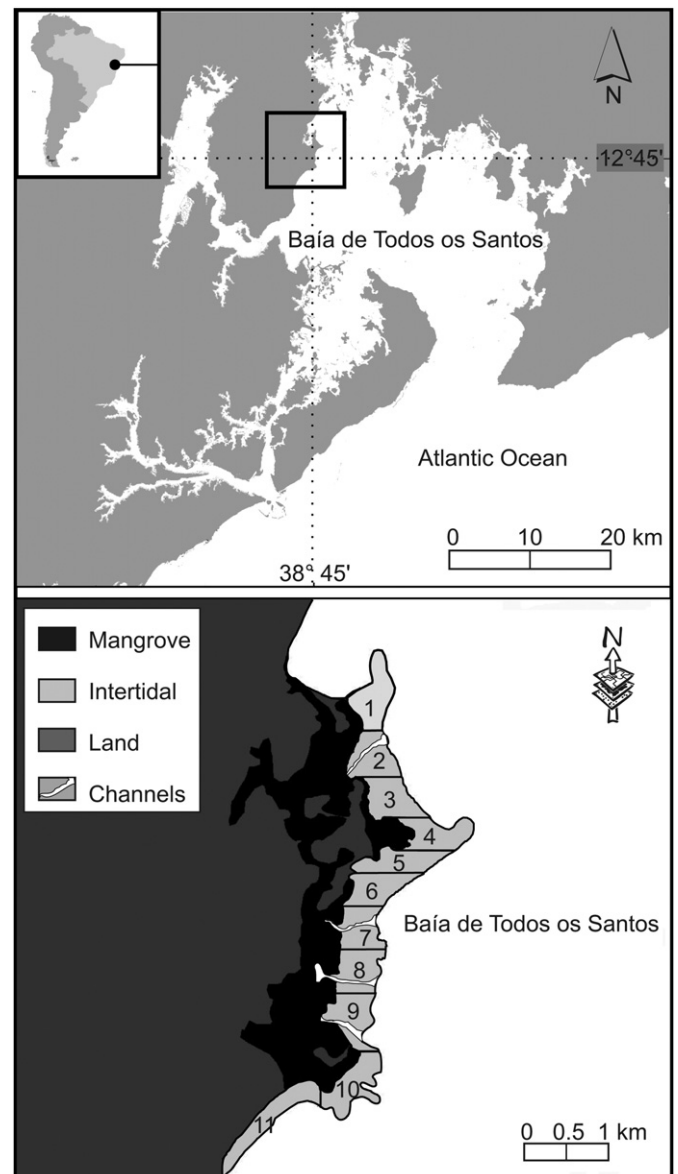 N
12°45'
Baía de Todos os Santos
Atlantic Ocean
0 10 20 km
38° 45'
Mangrove
Intertidal
Land
Channels
N
1
2
3
4
5
6
Baía de Todos os Santos
7
8
9
10
11
0 0.5 1 km